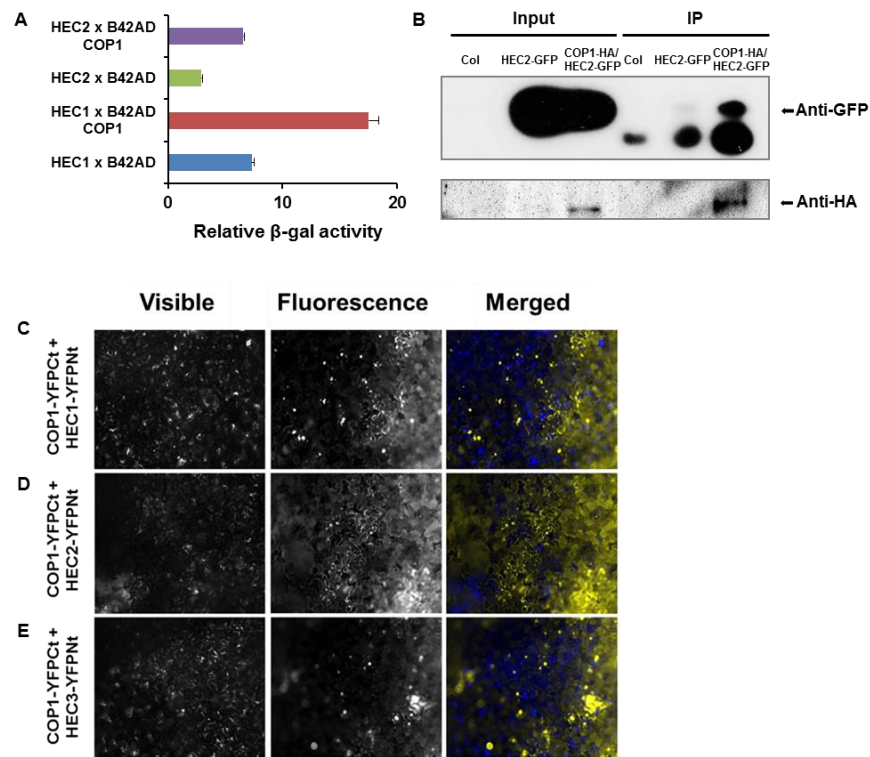 A
HEC2 x B42AD
COP1
HEC2 x B42AD
HEC1 x B42AD
COP1
HEC1 x B42AD
0
10
20
Relative β-gal activity
B
Input
IP
Col
HEC2-GFP
COP1-HA/
HEC2-GFP
Col
HEC2-GFP
COP1-HA/
HEC2-GFP
Anti-GFP
Anti-HA
Visible
Fluorescence
Merged
C
COP1-YFPCt +
HEC1-YFPNt
D
COP1-YFPCt +
HEC2-YFPNt
E
COP1-YFPCt +
HEC3-YFPNt